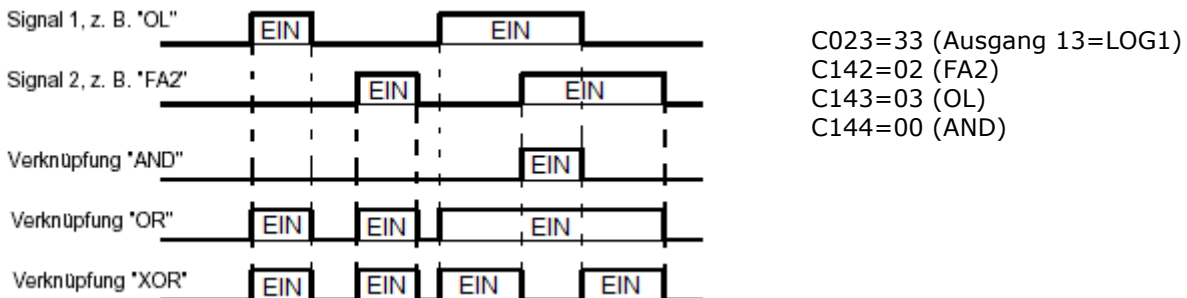 Signal 1, z. B. "OL"
EIN
EIN
Signal 2, z. B. "FA2"
EIN
EIN
Verknüpfung "AND"
EIN
Verknüpfung "OR"
EIN
EIN
EIN
Verknüpfung "XOR"
EIN
EIN
EIN
EIN
C023=33 (Ausgang 13=LOG1)
C142=02 (FA2)
C143=03 (OL)
C144=00 (AND)